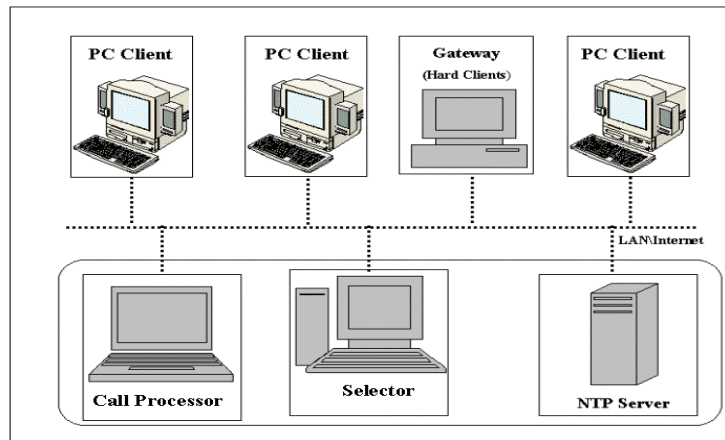 PC Client
PC Client
Gateway
(Hard Clients)
PC Client
LAN\Internet
Call Processor
Selector
NTP Server